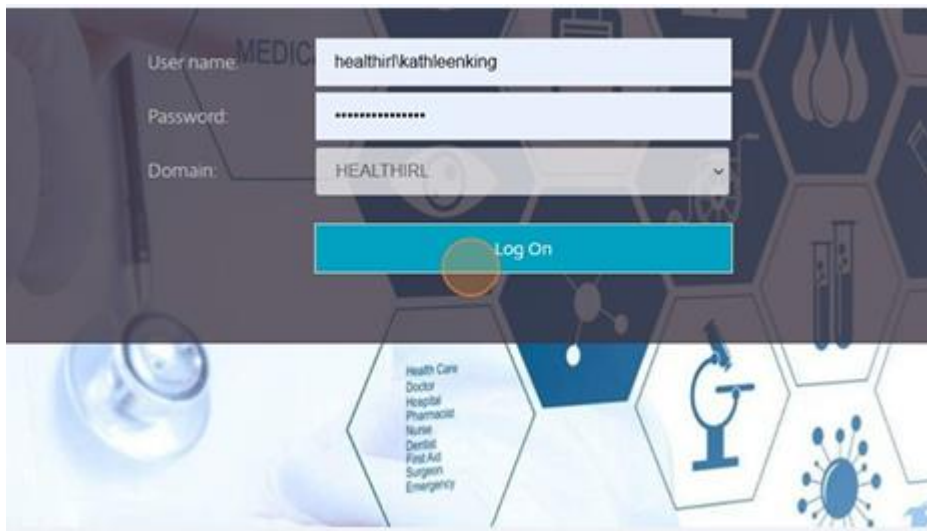 MEDIC
User name:
healthirl\kathleenking
Password:
•••••••••••••••
Domain:
HEALTHIRL
Log On
Health Care
Doctor
Hospital
Pharmacist
Nurse
Dentist
First Aid
Surgeon
Emergency